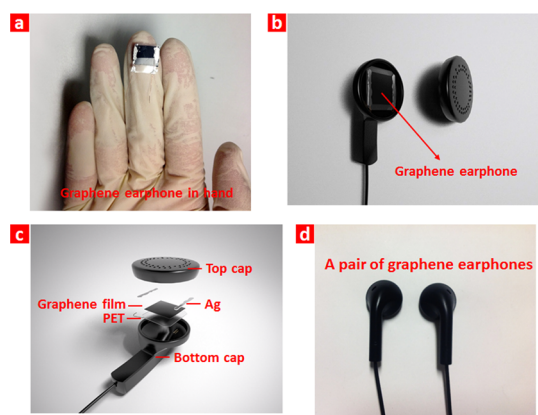 a
Graphene earphone in hand
b
Graphene earphone
c
Top cap
Graphene film
Ag
PET
Bottom cap
d
A pair of graphene earphones